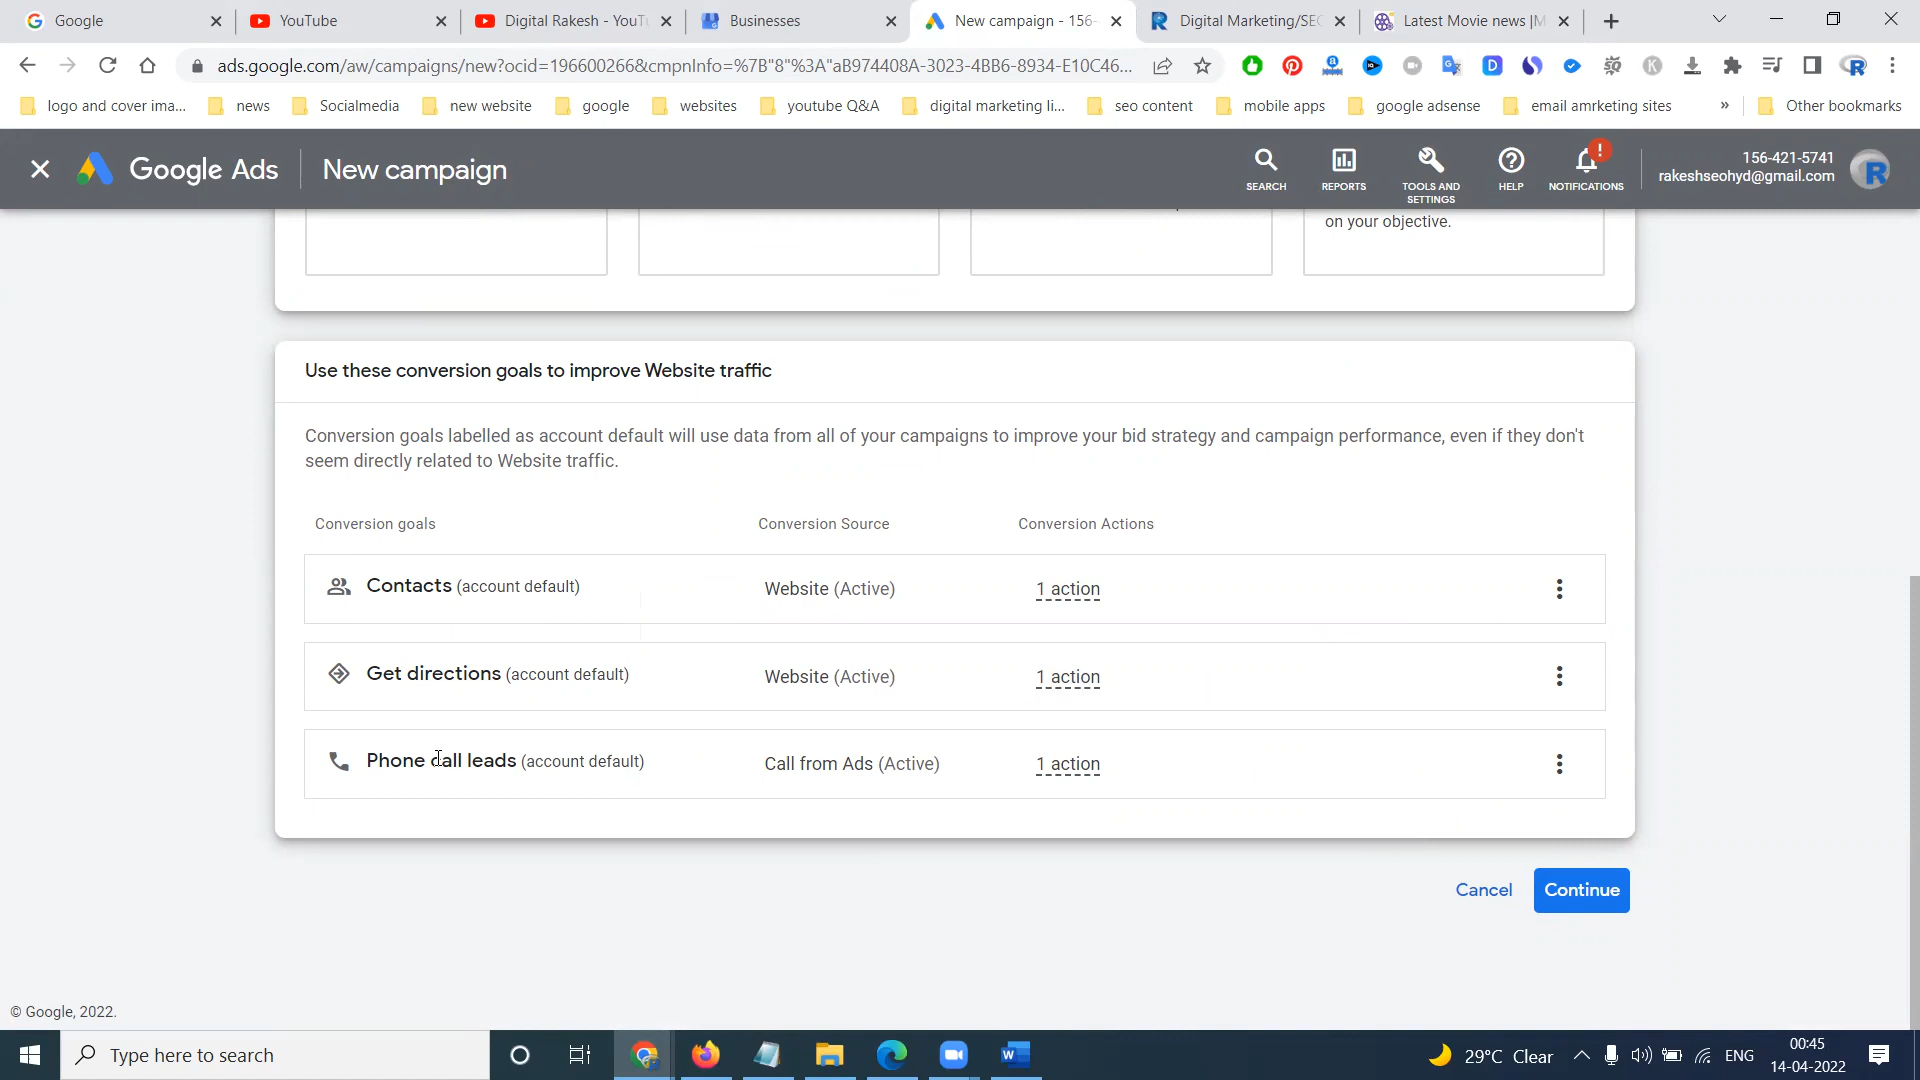 Google
YouTube
Digital Rakesh - YouT
Businesses
New campaign - 156-
Digital Marketing/SEC
Latest Movie news |M
ads.google.com/aw/campaigns/new?ocid=196600266&cmpnInfo=%7B"8"%3A"aB974408A-3023-4BB6-8934-E10C46...
logo and cover ima...
news
Socialmedia
new website
google
websites
youtube Q&A
digital marketing li...
seo content
mobile apps
google adsense
email amrketing sites
»
Other bookmarks
Google Ads
New campaign
SEARCH
REPORTS
TOOLS AND
SETTINGS
HELP
NOTIFICATIONS
156-421-5741
rakeshseohyd@gmail.com
on your objective.
Use these conversion goals to improve Website traffic
Conversion goals labelled as account default will use data from all of your campaigns to improve your bid strategy and campaign performance, even if they don't
seem directly related to Website traffic.
Conversion goals
Conversion Source
Conversion Actions
Contacts (account default)
Website (Active)
1 action
Get directions (account default)
Website (Active)
1 action
Phone call leads (account default)
Call from Ads (Active)
1 action
Cancel
Continue
© Google, 2022.
Type here to search
29°C Clear
ENG
00:45
14-04-2022